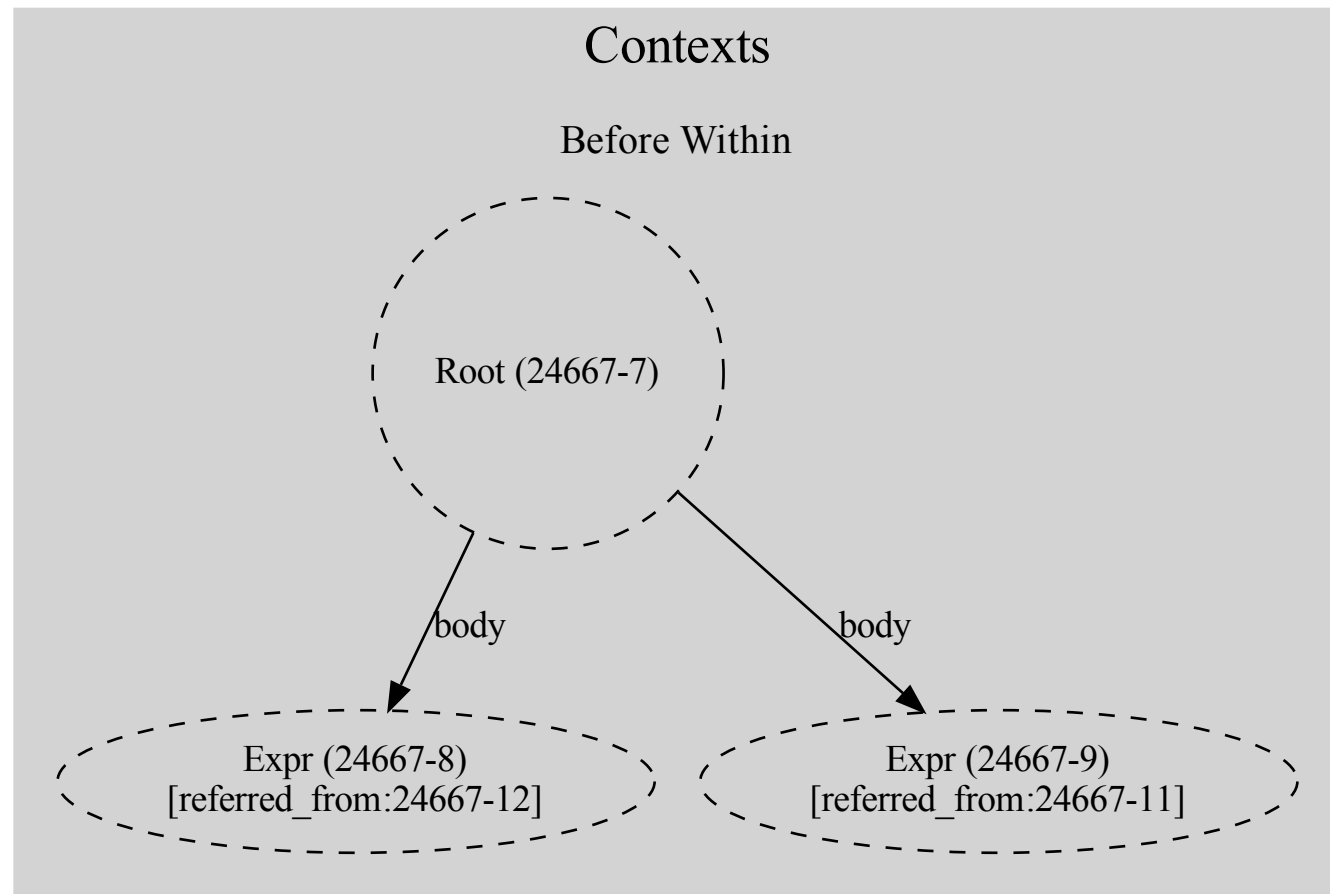 Contexts
Before Within
Root (24667-7)
body
body
Expr (24667-8)
[referred_from:24667-12]
Expr (24667-9)
[referred_from:24667-11]